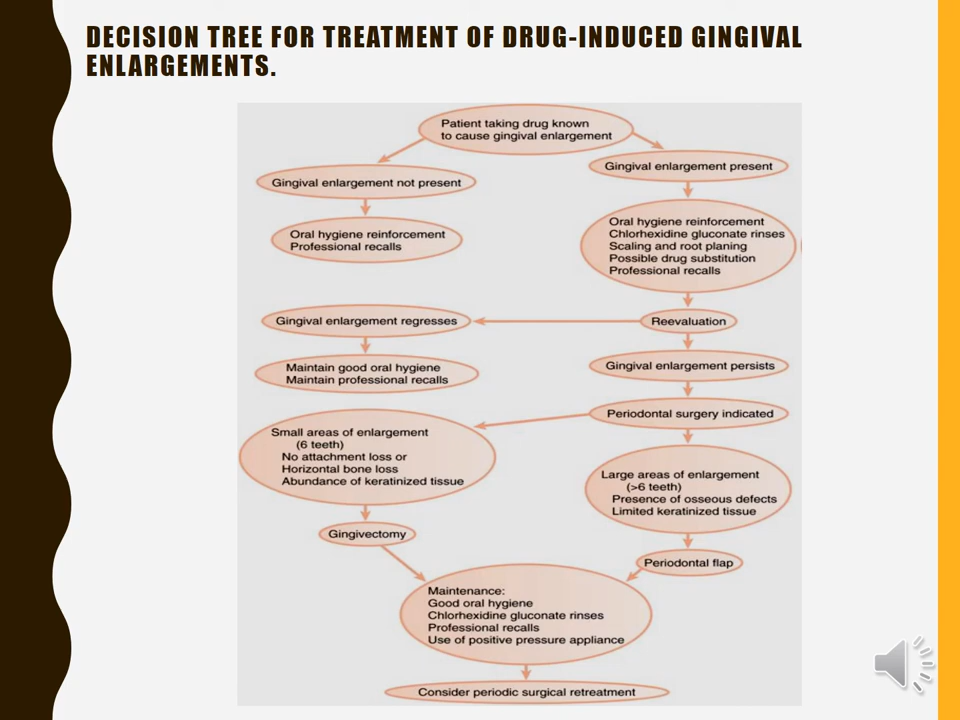 DECISION TREE FOR TREATMENT OF DRUG-INDUCED GINGIVAL
ENLARGEMENTS.
Patient taking drug known
to cause gingival enlargement
Gingival enlargement not present
Gingival enlargement present
Oral hygiene reinforcement
Professional recalls
Oral hygiene reinforcement
Chlorhexidine gluconate rinses
Scaling and root planing
Possible drug substitution
Professional recalls
Gingival enlargement regresses
Reevaluation
Maintain good oral hygiene
Maintain professional recalls
Gingival enlargement persists
Periodontal surgery indicated
Small areas of enlargement
(6 teeth)
No attachment loss or
Horizontal bone loss
Abundance of keratinized tissue
Large areas of enlargement
(>6 teeth)
Presence of osseous defects
Limited keratinized tissue
Gingivectomy
Periodontal flap
Maintenance:
Good oral hygiene
Chlorhexidine gluconate rinses
Professional recalls
Use of positive pressure appliance
Consider periodic surgical retreatment